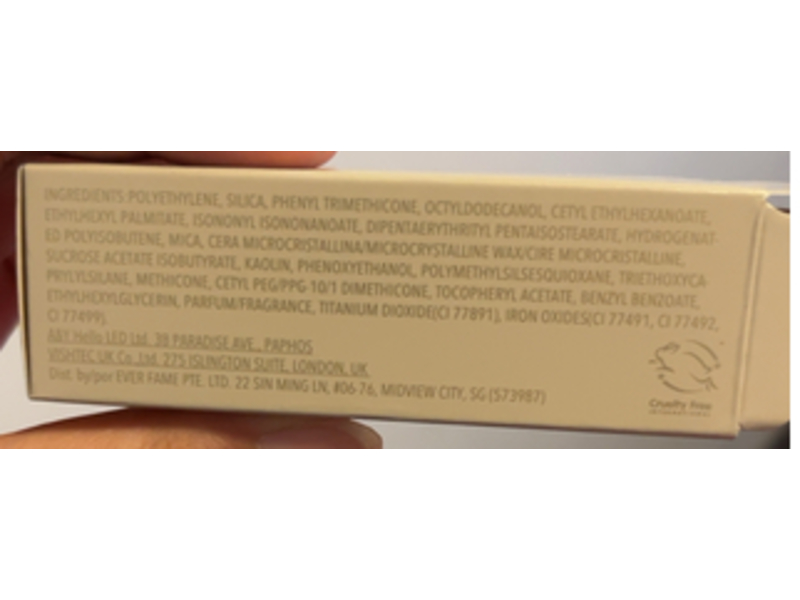 INGREDIENTS: POLYETHYLENE, SILICA, PHENYL TRIMETHICONE, OCTYLDODECANOL, CETYL ETHYLHEXANOATE,
ETHYLHEXYL PALMITATE, ISONONYL ISONONANOATE, DIPENTAERYTHRITYL PENTAISOSTEARATE, HYDROGENAT-
ED POLYISOBUTENE, MICA, CERA MICROCRISTALLINA/MICROCRYSTALLINE WAX/CIRE MICROCRISTALLINE,
SUCROSE ACETATE ISOBUTYRATE, KAOLIN, PHENOXYETHANOL, POLYMETHYLSILSESQUIOXANE, TRIETHOXYCA
PRYLYLSILANE, METHICONE, CETYL PEG/PPG-10/1 DIMETHICONE, TOCOPHERYL ACETATE, BENZYL BENZOATE,
ETHYLHEXYLGLYCERIN, PARFUM/FRAGRANCE, TITANIUM DIOXIDE(CI 77891), IRON OXIDES(CI 77491, CI 77492,
CI 77499).
A&Y Hello LED Ltd. 38 PARADISE AVE., PAPHOS
VISHTEC UK Co.,Ltd. 275 ISLINGTON SUITE, LONDON, UK
Dist. by/por EVER FAME PTE. LTD. 22 SIN MING LN, #06-76, MIDVIEW CITY, SG (573987)
Cruelty Free